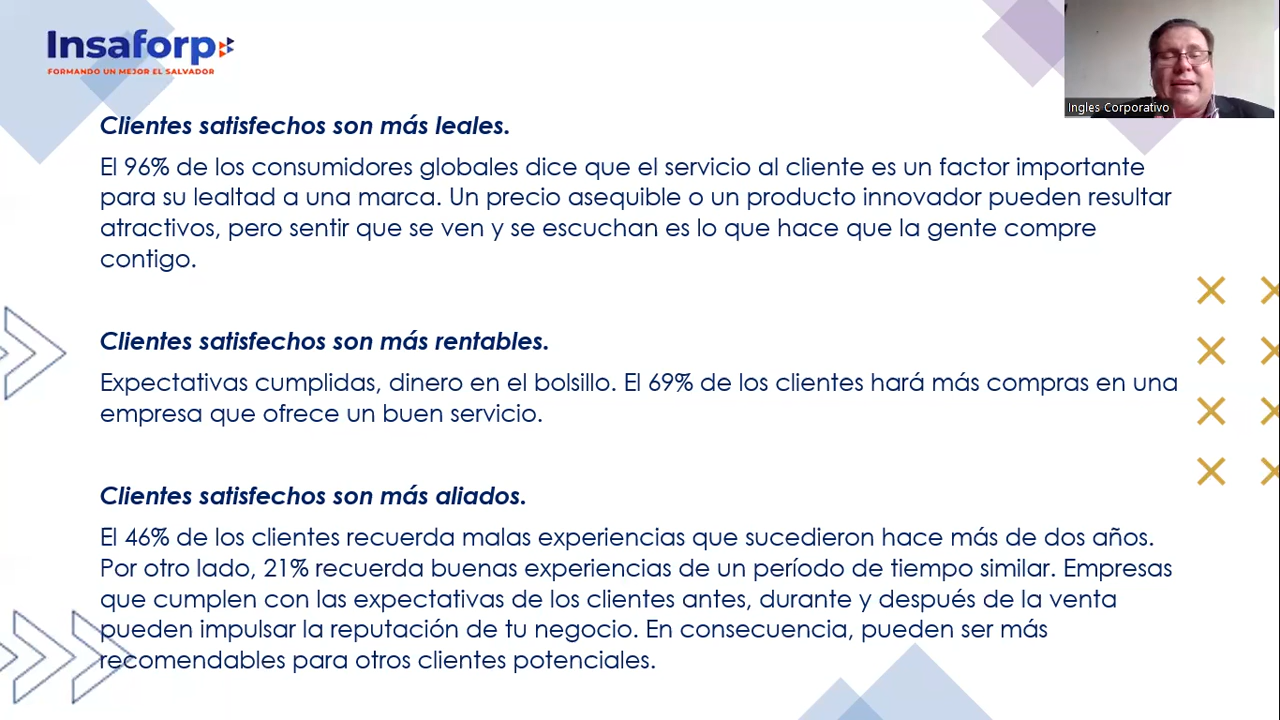 Insaforp
FORMANDO UN MEJOR EL SALVADOR
Ingles Corporativo
Clientes satisfechos son más leales.
El 96% de los consumidores globales dice que el servicio al cliente es un factor importante
para su lealtad a una marca. Un precio asequible o un producto innovador pueden resultar
atractivos, pero sentir que se ven y se escuchan es lo que hace que la gente compre
contigo.
Clientes satisfechos son más rentables.
Expectativas cumplidas, dinero en el bolsillo. El 69% de los clientes hará más compras en una
empresa que ofrece un buen servicio.
Clientes satisfechos son más aliados.
El 46% de los clientes recuerda malas experiencias que sucedieron hace más de dos años.
Por otro lado, 21% recuerda buenas experiencias de un período de tiempo similar. Empresas
que cumplen con las expectativas de los clientes antes, durante y después de la venta
pueden impulsar la reputación de tu negocio. En consecuencia, pueden ser más
recomendables para otros clientes potenciales.